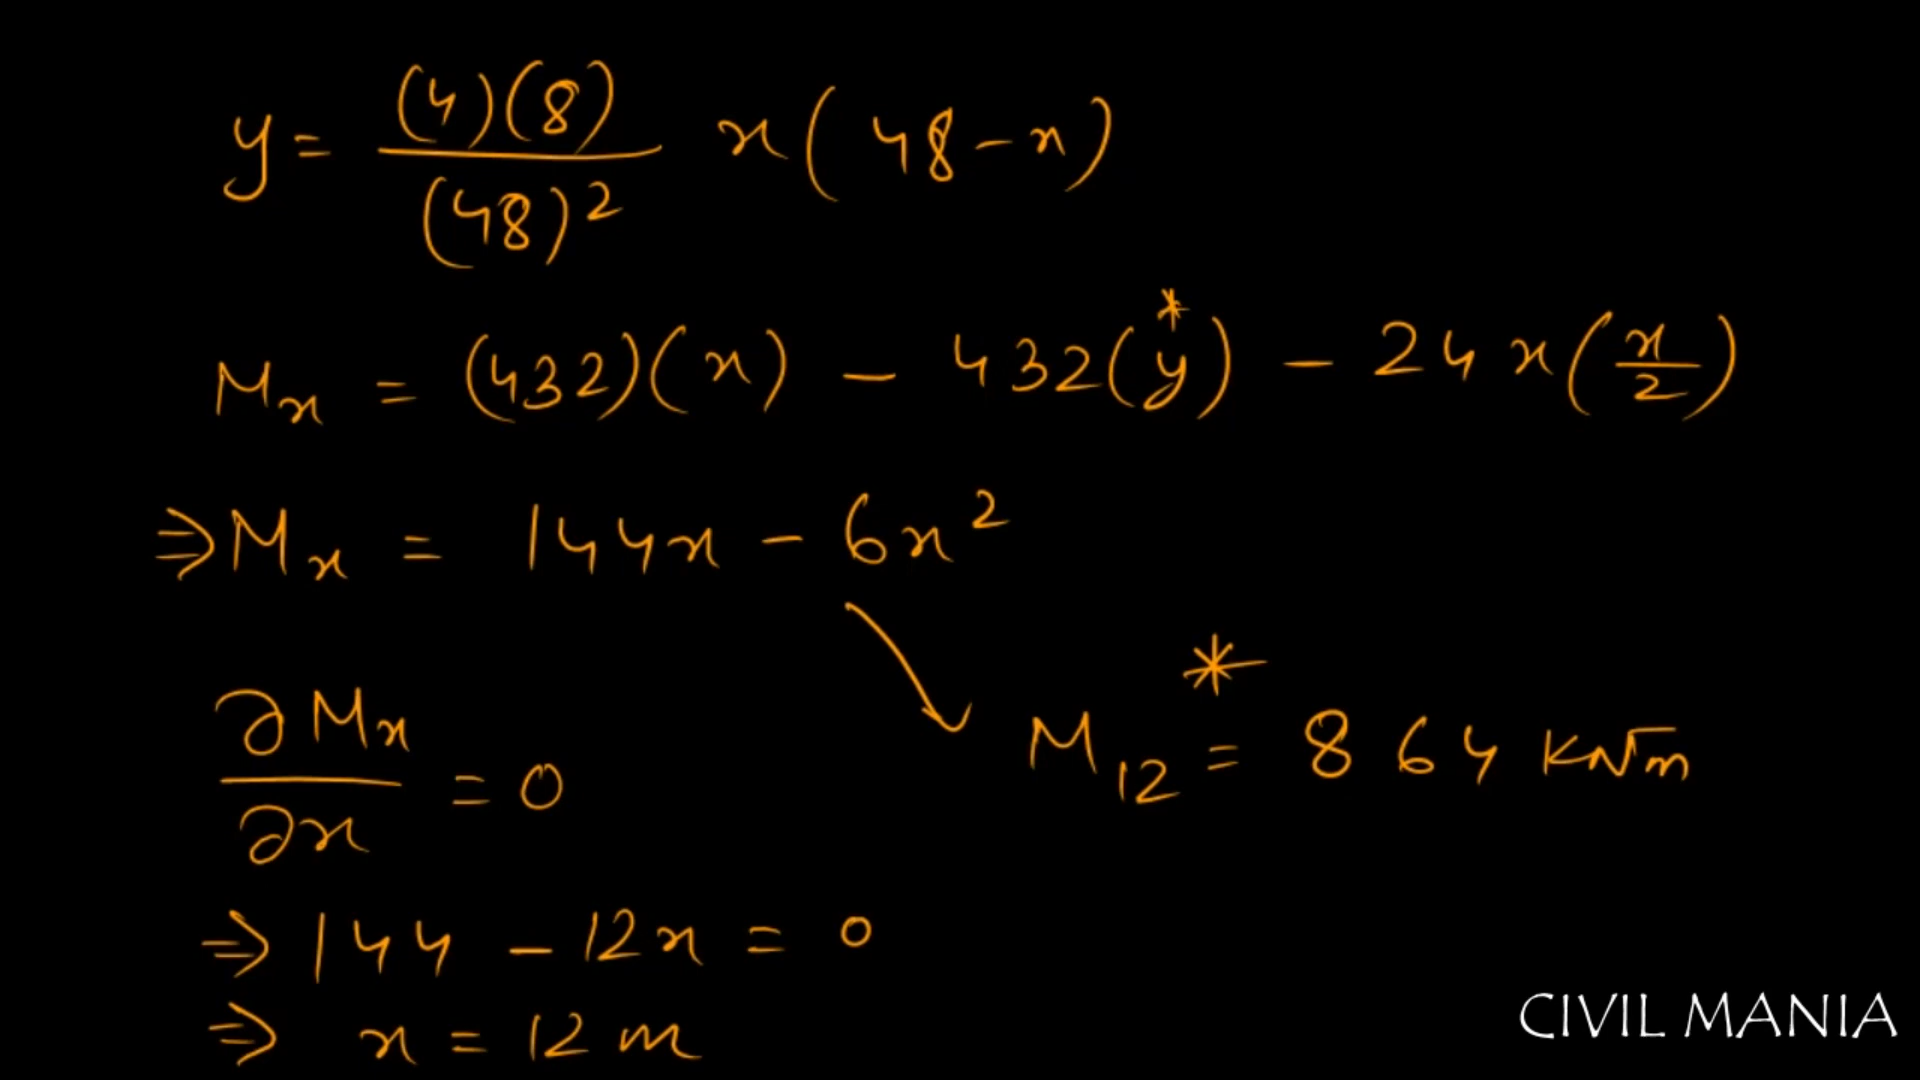 y = (4)(8) / (48)² x(48-x)
Mx = (432)(x) - 432(y*) - 24x(x/2)
⇒ Mx = 144x - 6x²
∂Mx / ∂x = 0
M12* = 864 kNm
⇒ 144 - 12x = 0
⇒ x = 12m
CIVIL MANIA